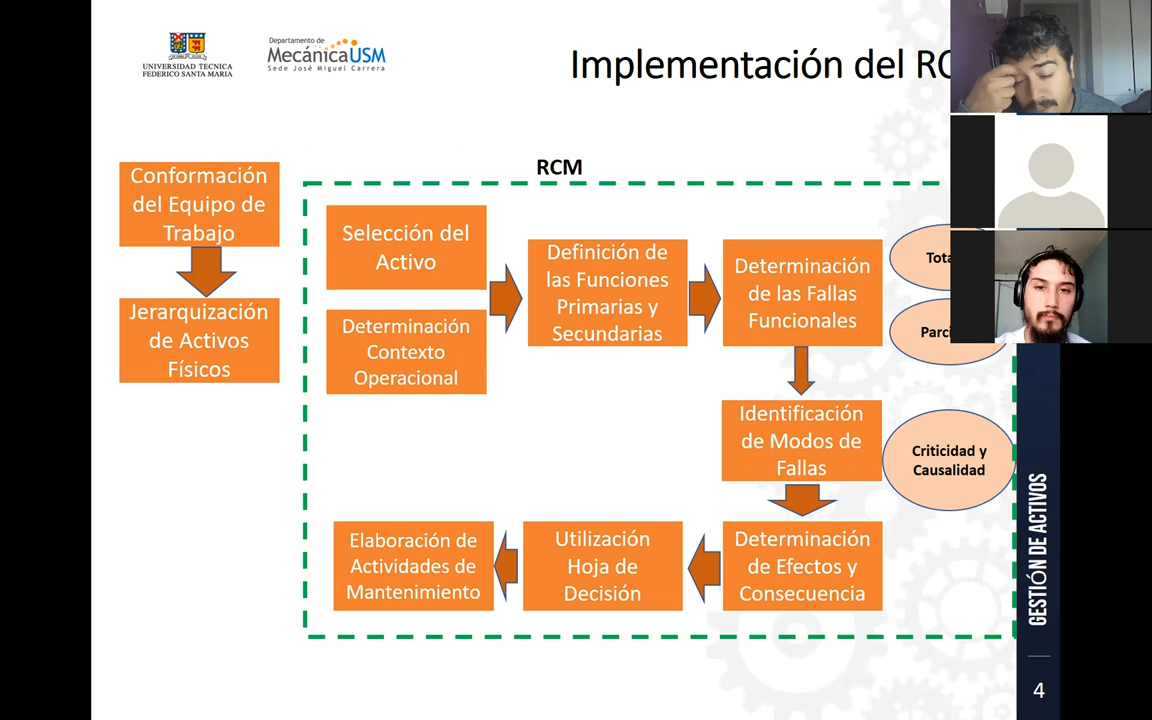 UNIVERSIDAD TECNICA
FEDERICO SANTA MARIA
Departamento de
MecánicaUSM
Sede José Miguel Carrera
Implementación del
RCM
Conformación
del Equipo de
Trabajo
Jerarquización
de Activos
Físicos
Selección del
Activo
Determinación
Contexto
Operacional
Definición de
las Funciones
Primarias y
Secundarias
Determinación
de las Fallas
Funcionales
Identificación
de Modos de
Fallas
Criticidad y
Causalidad
Determinación
de Efectos y
Consecuencia
Utilización
Hoja de
Decisión
Elaboración de
Actividades de
Mantenimiento
GESTIÓN DE ACTIVOS
4